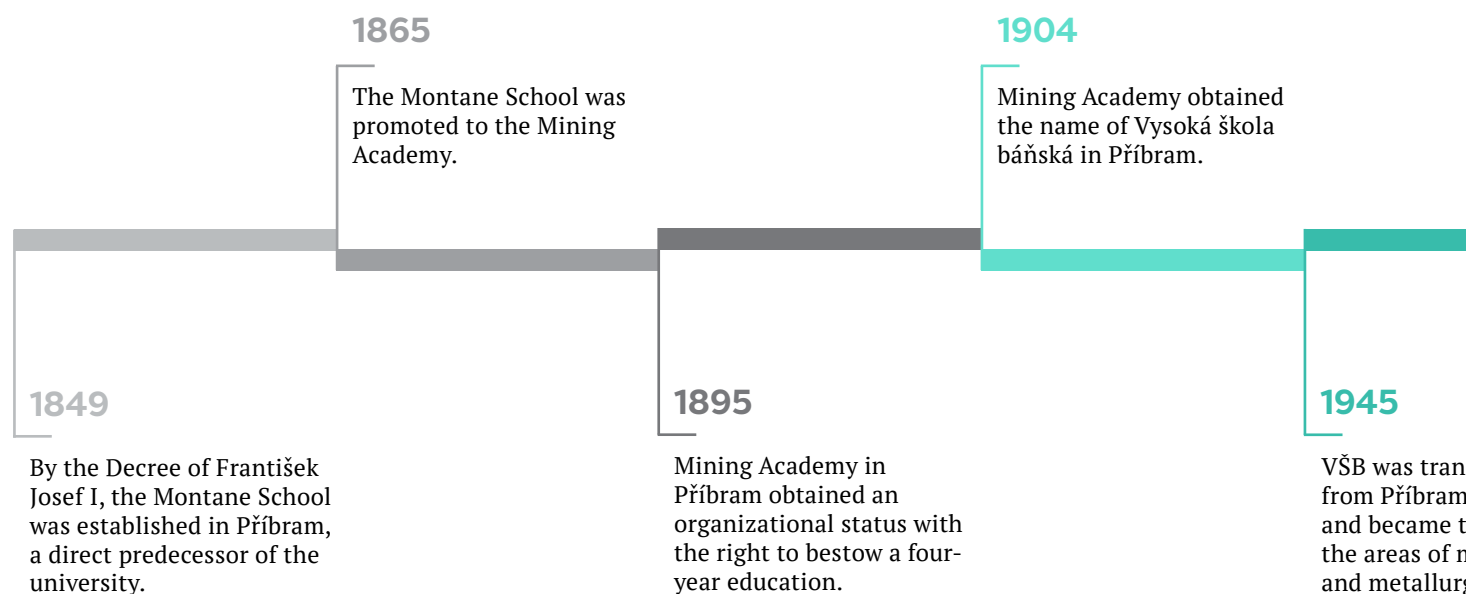 1865
The Montane School was
promoted to the Mining
Academy.
1904
Mining Academy obtained
the name of Vysoká škola
báňská in Příbram.
1849
By the Decree of František
Josef I, the Montane School
was established in Příbram,
a direct predecessor of the
university.
1895
Mining Academy in
Příbram obtained an
organizational status with
the right to bestow a four-
year education.
1945
VŠB was tran
from Příbram
and became t
the areas of
and metallurg